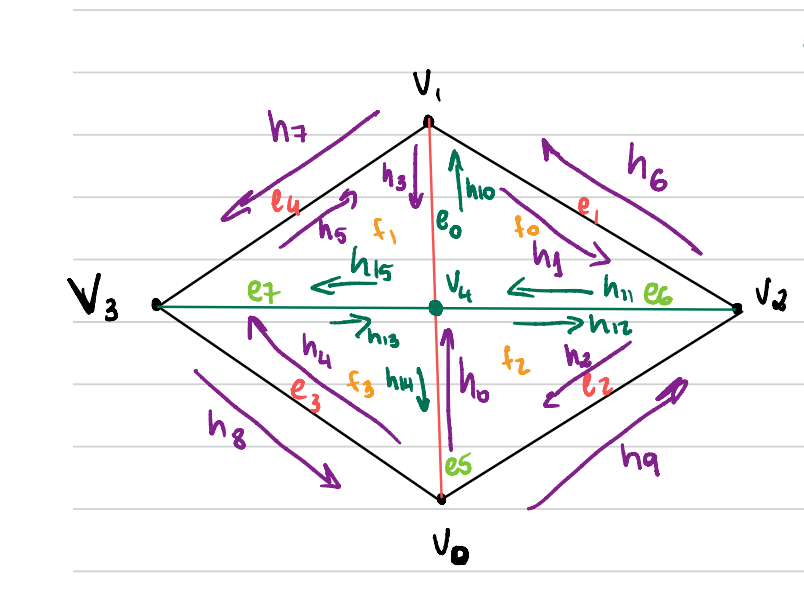 V₁
h₇
h₆
h₃
h₁₀
e₄
e₁
h₅
f₁
e₀
f₀
h₁
h₁₅
V₃
e₇
V₄
h₁₁
e₆
V₂
h₁₃
h₁₂
h₄
f₂
h₂
e₃
f₃
h₁₄
h₀
e₂
h₈
e₅
h₉
V₀